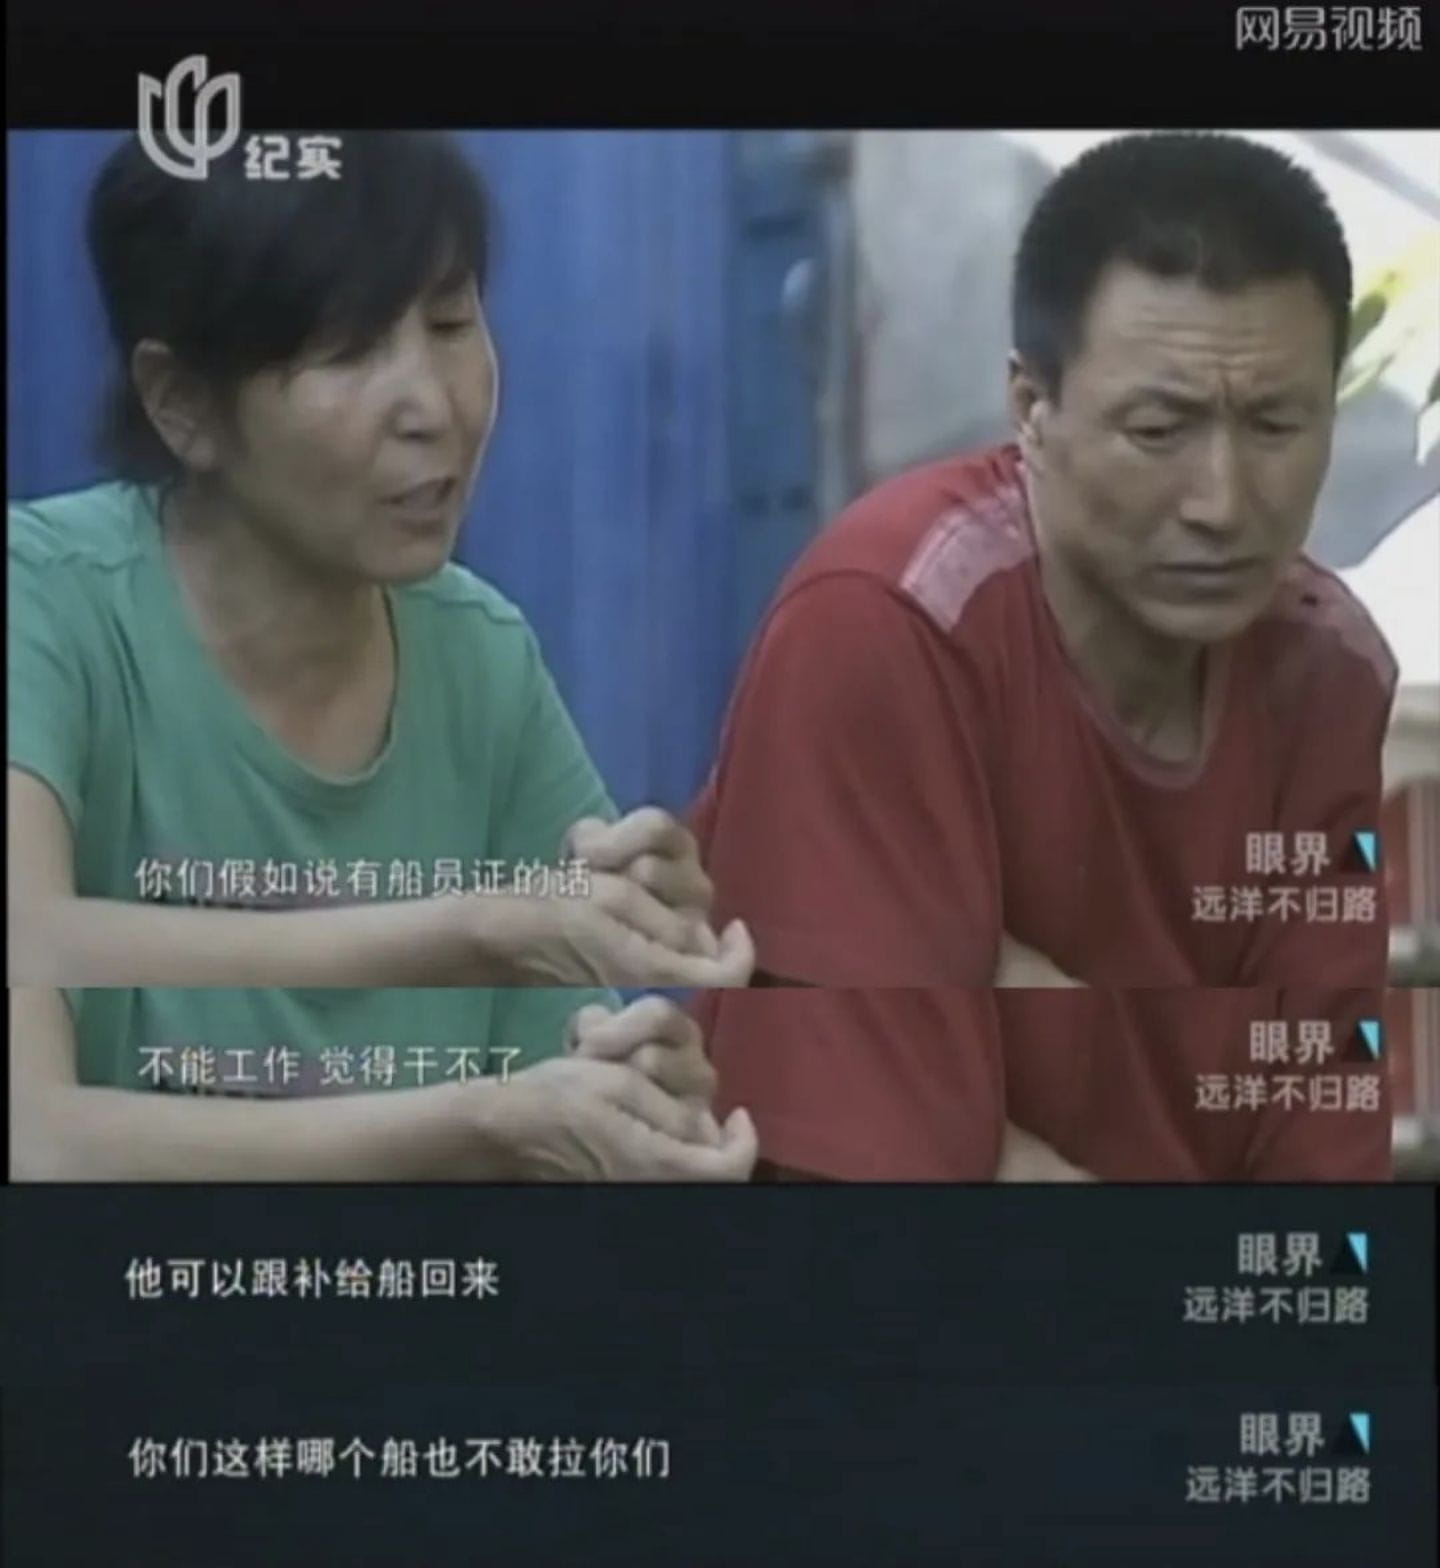 网易视频
纪实
你们假如说有船员证的话
眼界
远洋不归路
不能工作 觉得干不了
眼界
远洋不归路
他可以跟补给船回来
眼界
远洋不归路
你们这样哪个船也不敢拉你们
眼界
远洋不归路